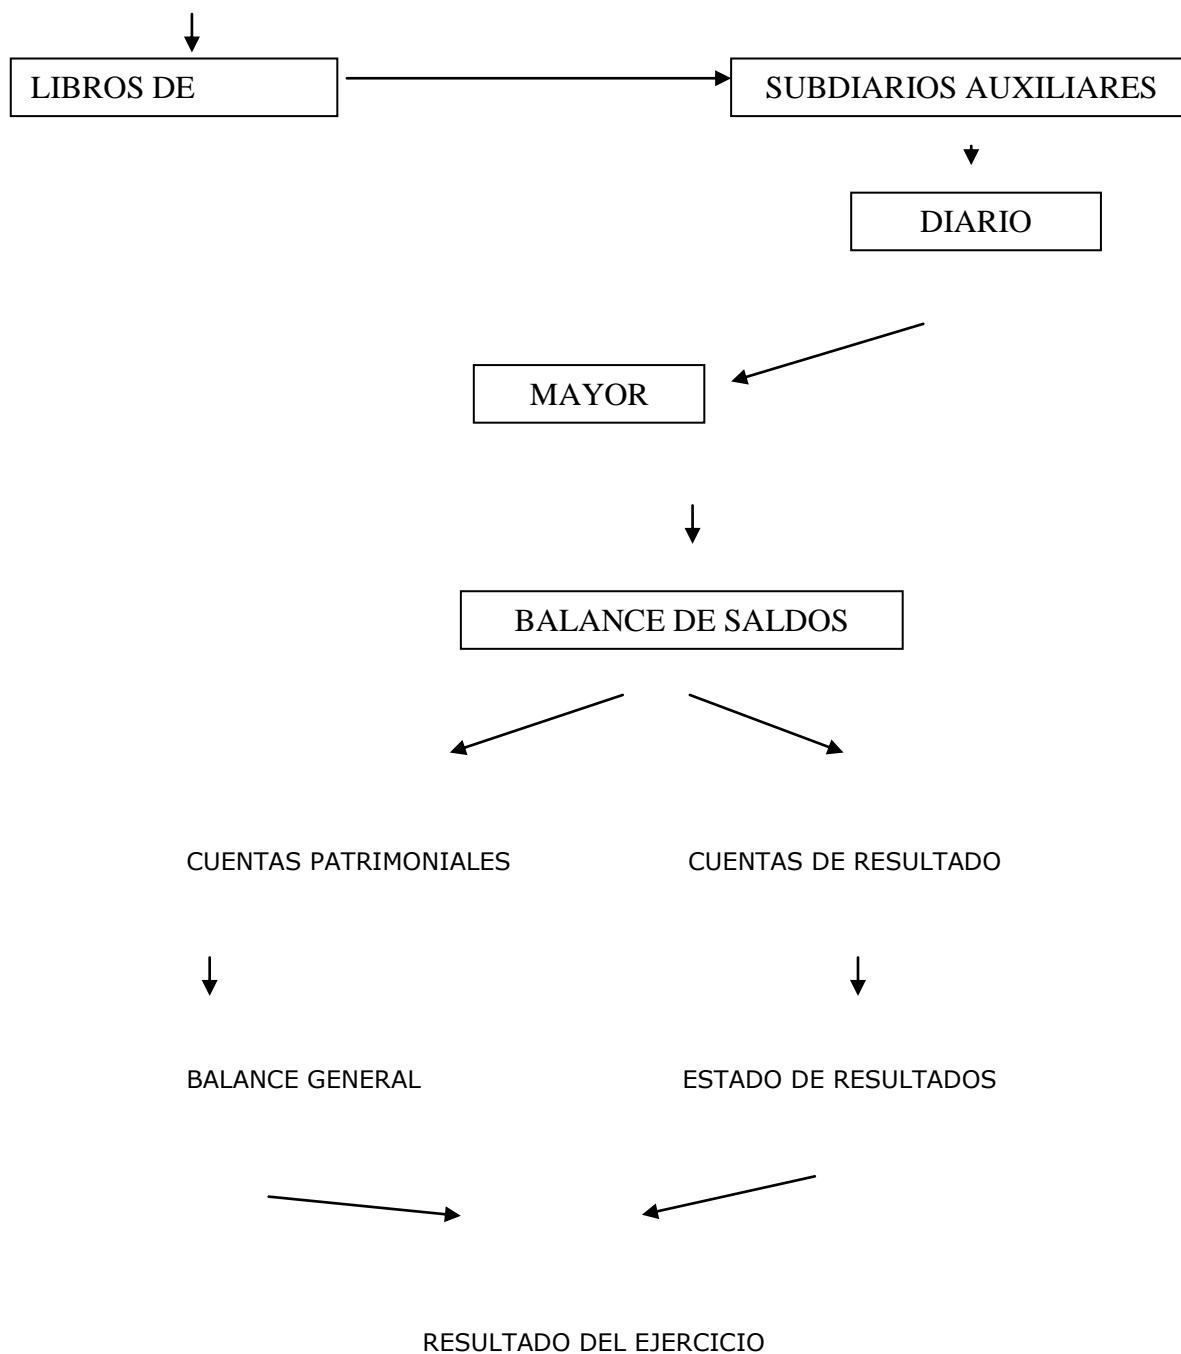 LIBROS DE
SUBDIARIOS AUXILIARES
DIARIO
MAYOR
BALANCE DE SALDOS
CUENTAS PATRIMONIALES
CUENTAS DE RESULTADO
BALANCE GENERAL
ESTADO DE RESULTADOS
RESULTADO DEL EJERCICIO